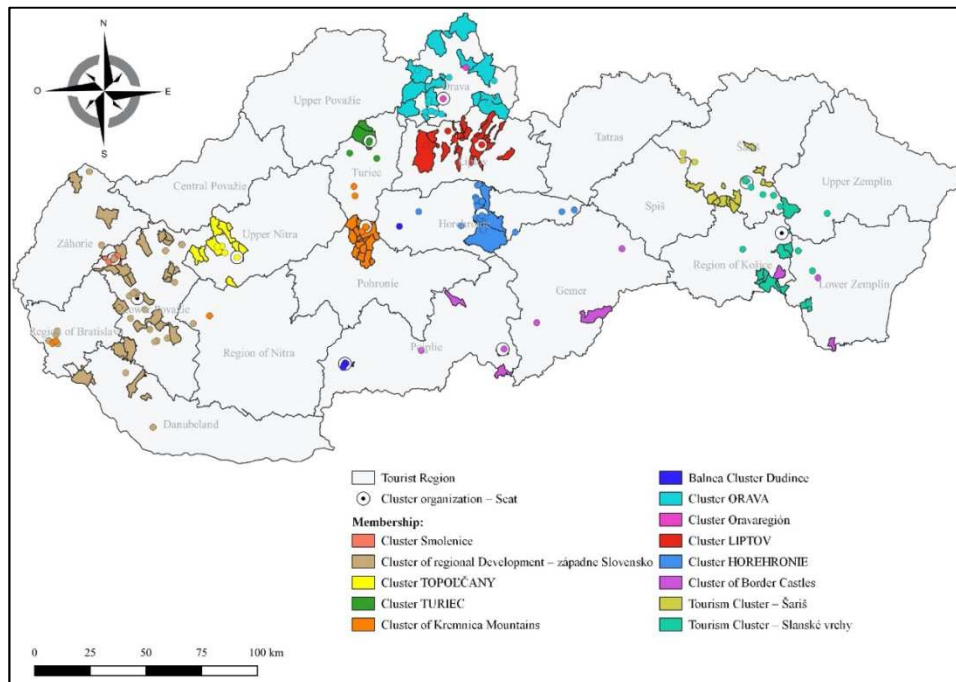 N
O
E
S
Orava
Upper Považie
Tatras
Šariš
Liptov
Turiec
Upper Zemplín
Central Považie
Spiš
Upper Nitra
Horehronie
Záhorie
Region of Košice
Pohronie
Gemer
Lower Zemplín
Lower Považie
Region of Bratislava
Poiplie
Region of Nitra
Danubeland
Tourist Region
Cluster organization – Seat
Membership:
Cluster Smolenice
Cluster of regional Development – západne Slovensko
Cluster TOPOĽČANY
Cluster TURIEC
Cluster of Kremnica Mountains
Balnea Cluster Dudince
Cluster ORAVA
Cluster Oravaregión
Cluster LIPTOV
Cluster HOREHRONIE
Cluster of Border Castles
Tourism Cluster – Šariš
Tourism Cluster – Slanské vrchy
0 25 50 75 100 km